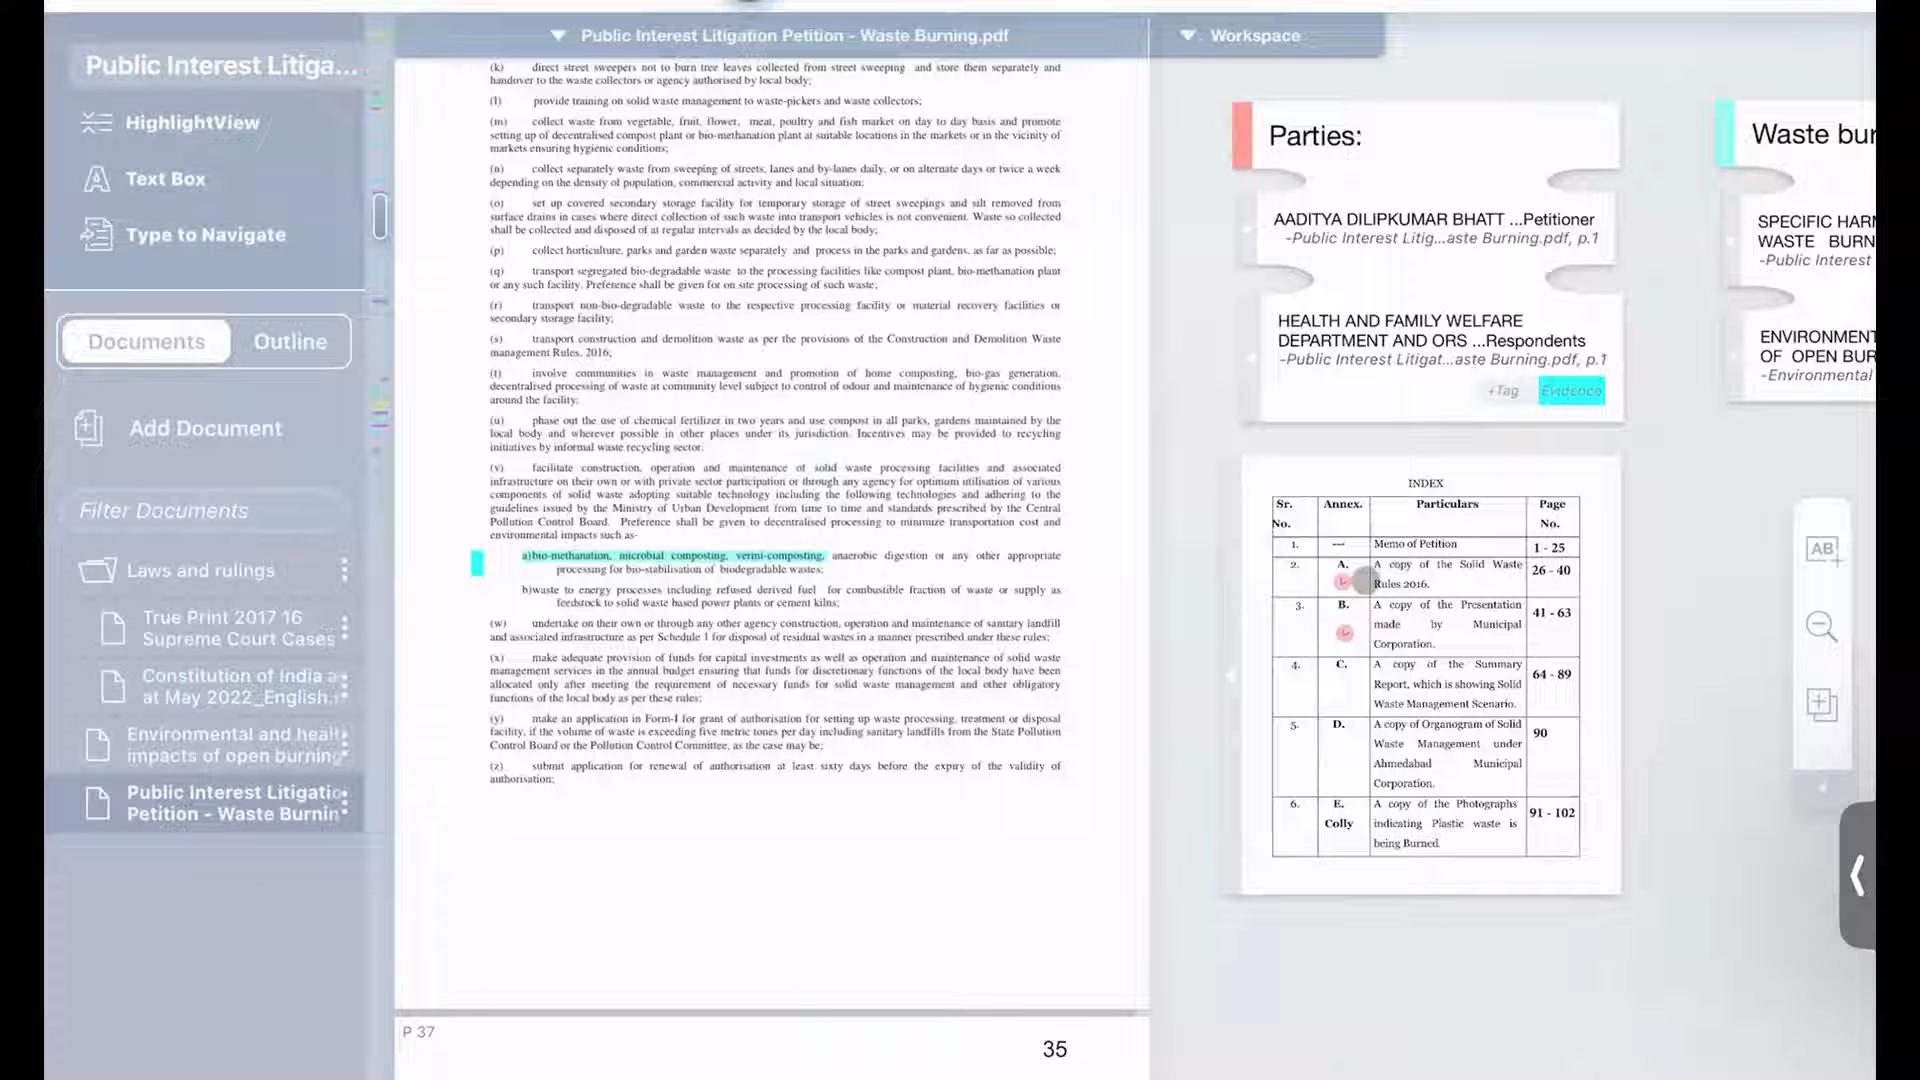 Public Interest Litiga...
HighlightView
Text Box
Type to Navigate
Documents
Outline
Add Document
Filter Documents
Laws and rulings
True Print 2017 16
Supreme Court Cases
Constitution of India a
at May 2022_English.
Environmental and healt
impacts of open burning
Public Interest Litigatio
Petition - Waste Burnin
Public Interest Litigation Petition - Waste Burning.pdf
(k) direct street sweepers not to burn tree leaves collected from street sweeping and store them separately and
handover to the waste collectors or agency authorised by local body;
(l) provide training on solid waste management to waste-pickers and waste collectors;
(m) collect waste from vegetable, fruit, flower, meat, poultry and fish market on day to day basis and promote
setting up of decentralised compost plant or bio-methanation plant at suitable locations in the markets or in the vicinity of
markets ensuring hygienic conditions;
(n) collect separately waste from sweeping of streets, lanes and by-lanes daily, or on alternate days or twice a week
depending on the density of population, commercial activity and local situation;
(o) set up covered secondary storage facility for temporary storage of street sweepings and silt removed from
surface drains in cases where direct collection of such waste into transport vehicles is not convenient. Waste so collected
shall be collected and disposed of at regular intervals as decided by the local body;
(p) collect horticulture, parks and garden waste separately and process in the parks and gardens, as far as possible;
(q) transport segregated bio-degradable waste to the processing facilities like compost plant, bio-methanation plant
or any such facility. Preference shall be given for on site processing of such waste;
(r) transport non-bio-degradable waste to the respective processing facility or material recovery facilities or
secondary storage facility;
(s) transport construction and demolition waste as per the provisions of the Construction and Demolition Waste
management Rules, 2016;
(t) involve communities in waste management and promotion of home composting, bio-gas generation,
decentralised processing of waste at community level subject to control of odour and maintenance of hygienic conditions
around the facility;
(u) phase out the use of chemical fertilizer in two years and use compost in all parks, gardens maintained by the
local body and wherever possible in other places under its jurisdiction. Incentives may be provided to recycling
initiatives by informal waste recycling sector.
(v) facilitate construction, operation and maintenance of solid waste processing facilities and associated
infrastructure on their own or with private sector participation or through any agency for optimum utilisation of various
components of solid waste adopting suitable technology including the following technologies and adhering to the
guidelines issued by the Ministry of Urban Development from time to time and standards prescribed by the Central
Pollution Control Board. Preference shall be given to decentralised processing to minimize transportation cost and
environmental impacts such as-
a)bio-methanation, microbial composting, vermi-composting, anaerobic digestion or any other appropriate
processing for bio-stabilisation of biodegradable wastes;
b)waste to energy processes including refused derived fuel for combustible fraction of waste or supply as
feedstock to solid waste based power plants or cement kilns;
(w) undertake on their own or through any other agency construction, operation and maintenance of sanitary landfill
and associated infrastructure as per Schedule 1 for disposal of residual wastes in a manner prescribed under these rules;
(x) make adequate provision of funds for capital investments as well as operation and maintenance of solid waste
management services in the annual budget ensuring that funds for discretionary functions of the local body have been
allocated only after meeting the requirement of necessary funds for solid waste management and other obligatory
functions of the local body as per these rules;
(y) make an application in Form-I for grant of authorisation for setting up waste processing, treatment or disposal
facility, if the volume of waste is exceeding five metric tones per day including sanitary landfills from the State Pollution
Control Board or the Pollution Control Committee, as the case may be;
(z) submit application for renewal of authorisation at least sixty days before the expiry of the validity of
authorisation;
P 37
35
Workspace
Parties:
AADITYA DILIPKUMAR BHATT ...Petitioner
-Public Interest Litig...aste Burning.pdf, p.1
HEALTH AND FAMILY WELFARE
DEPARTMENT AND ORS ...Respondents
-Public Interest Litigat...aste Burning.pdf, p.1
+Tag Evidence
Waste bur
SPECIFIC HAR
WASTE BURN
-Public Interest
ENVIRONMENT
OF OPEN BUR
-Environmental
INDEX
Sr. No. Annex. Particulars Page No.
1. --- Memo of Petition 1 - 25
2. A. A copy of the Solid Waste Rules 2016. 26 - 40
3. B. A copy of the Presentation made by Municipal Corporation. 41 - 63
4. C. A copy of the Summary Report, which is showing Solid Waste Management Scenario. 64 - 89
5. D. A copy of Organogram of Solid Waste Management under Ahmedabad Municipal Corporation. 90
6. E. Colly A copy of the Photographs indicating Plastic waste is being Burned. 91 - 102
AB